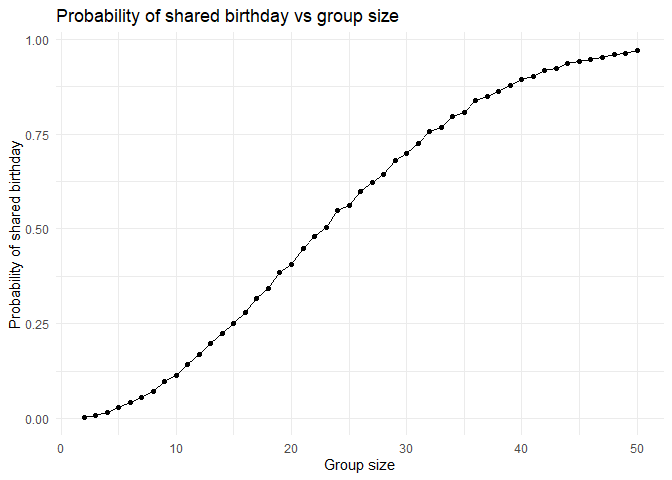 Probability of shared birthday vs group size
Probability of shared birthday
1.00
0.75
0.50
0.25
0.00
0 10 20 30 40 50
Group size